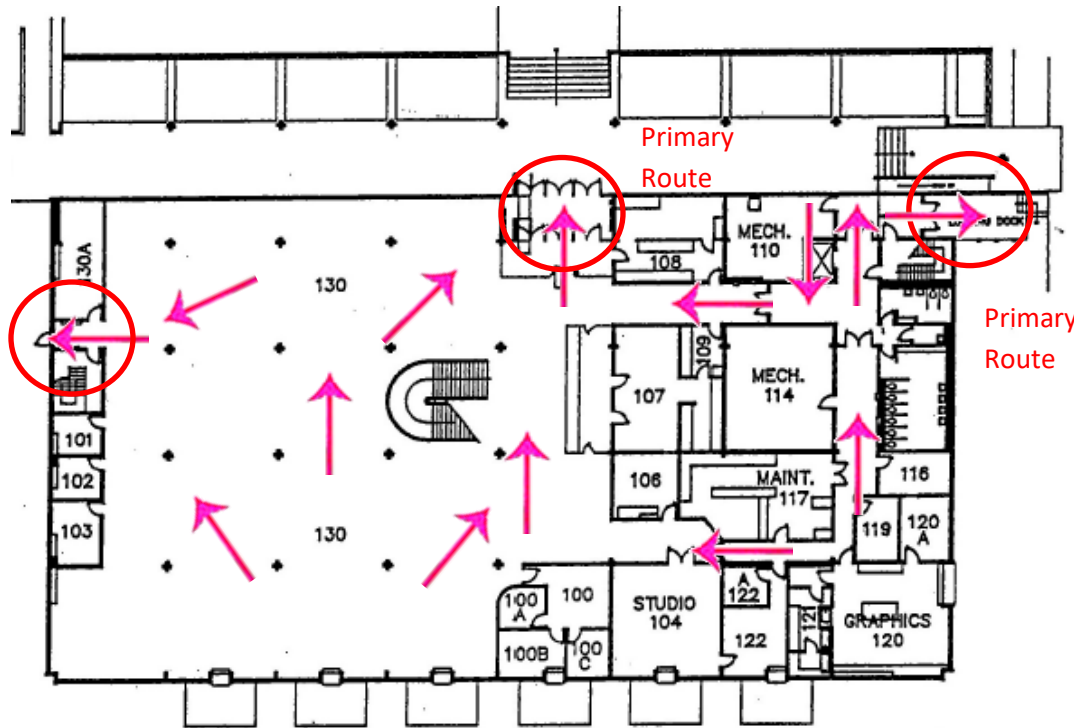 Primary
Route
MECH.
110
108
130A
130
Primary
Route
109
107
MECH.
114
101
102
103
106
MAINT.
117
116
119
120
A
130
100
A
100
100B
100
C
STUDIO
104
A
122
122
121
GRAPHICS
120
DOCK